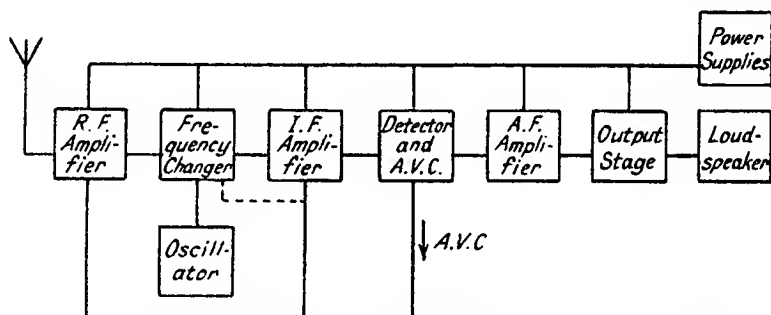 Power
Supplies
R. F.
Ampli-
fier
Fre-
quency
Changer
I. F.
Ampli-
fier
Detector
and
A.V.C.
A. F.
Ampli-
fier
Output
Stage
Loud-
speaker
Oscill-
ator
A.V.C